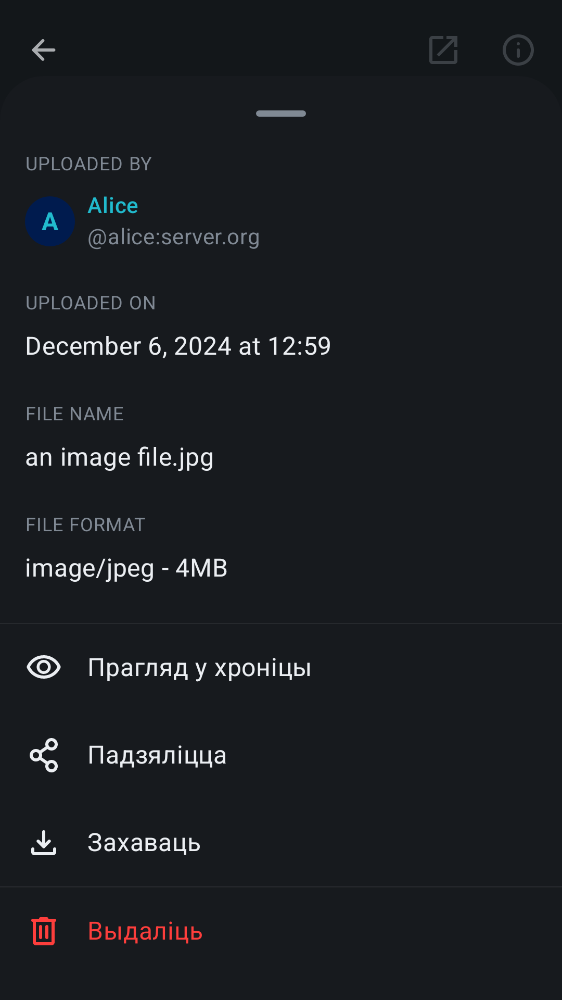 UPLOADED BY
A
Alice
@alice:server.org
UPLOADED ON
December 6, 2024 at 12:59
FILE NAME
an image file.jpg
FILE FORMAT
image/jpeg - 4MB
Прагляд у хроніцы
Падзяліцца
Захаваць
Выдаліць